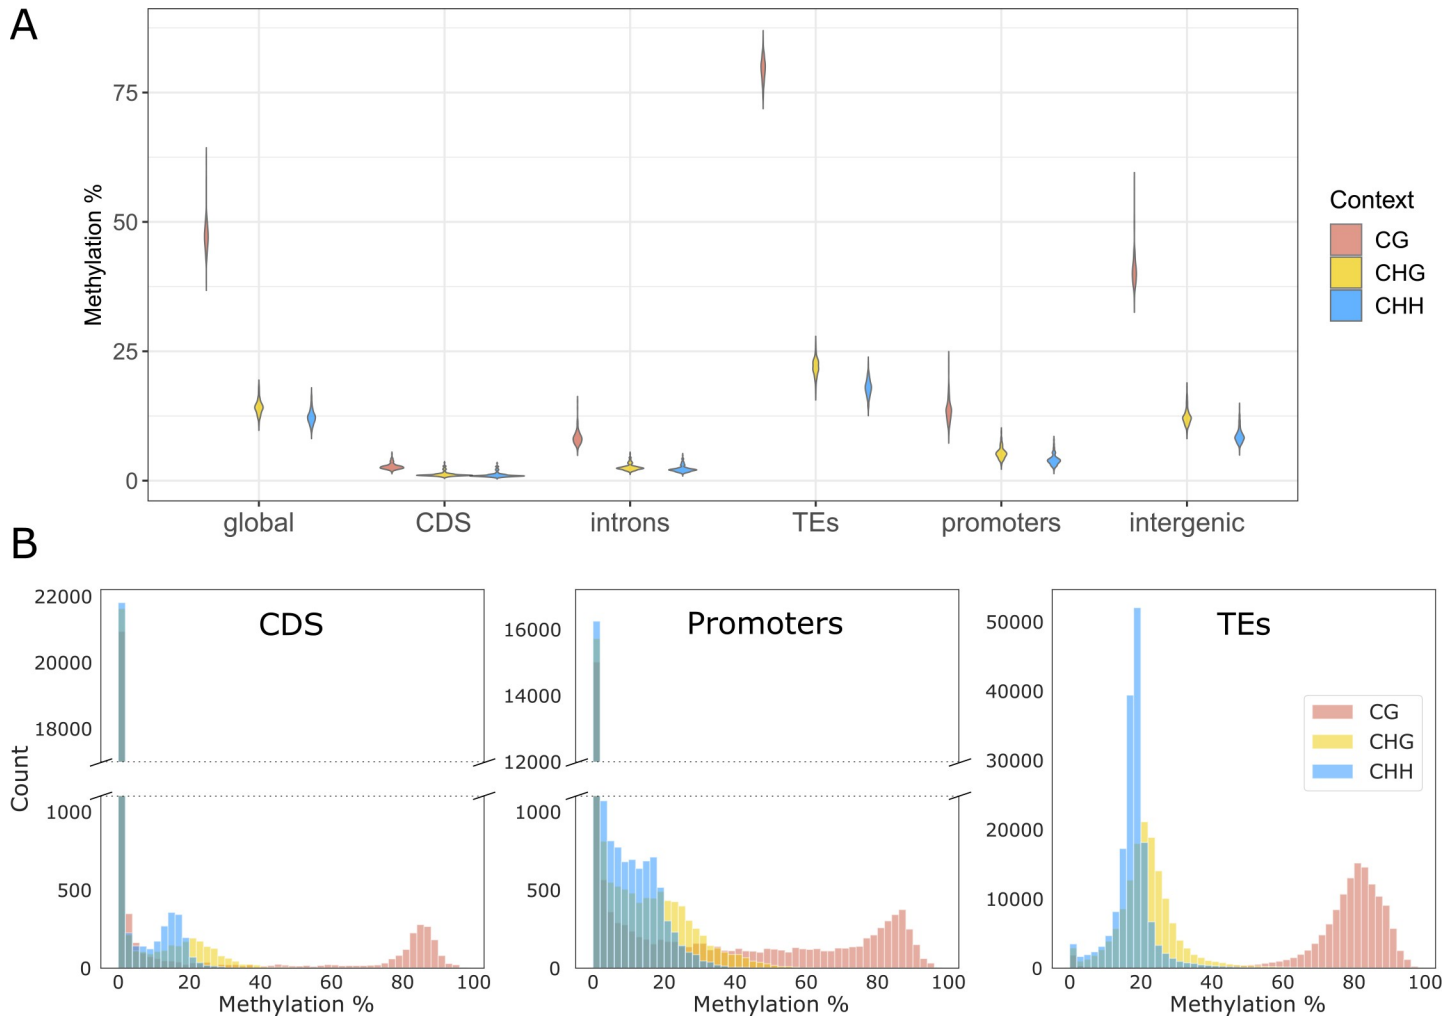 A
Methylation %
75
50
25
0
global CDS introns TEs promoters intergenic
Context
CG
CHG
CHH
B
Count
CDS
22000
20000
18000
1000
500
0
0 20 40 60 80 100
Methylation %
Promoters
16000
14000
12000
1000
500
0
0 20 40 60 80 100
Methylation %
TEs
50000
40000
30000
20000
10000
0
CG
CHG
CHH
0 20 40 60 80 100
Methylation %